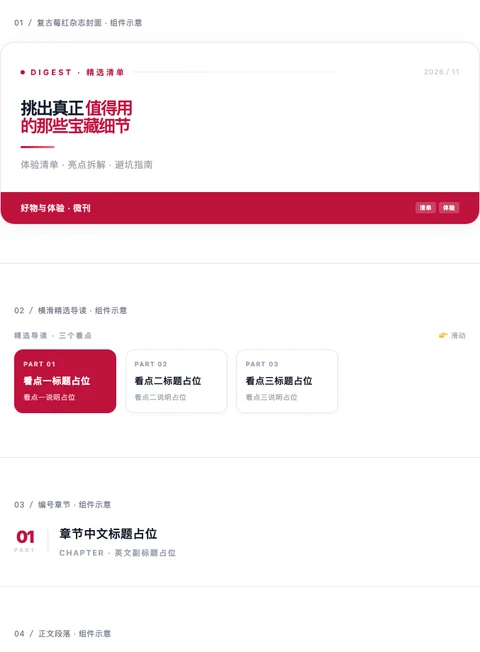 01 / 复古莓红杂志封面 · 组件示意
DIGEST · 精选清单
2026 / 11
挑出真正值得用
的那些宝藏细节
体验清单 · 亮点拆解 · 避坑指南
好物与体验 · 微刊
清单 体验
02 / 横滑精选导读 · 组件示意
精选导读 · 三个看点
👉 滑动
PART 01
看点一标题占位
看点一说明占位
PART 02
看点二标题占位
看点二说明占位
PART 03
看点三标题占位
看点三说明占位
03 / 编号章节 · 组件示意
01
PART
章节中文标题占位
CHAPTER · 英文副标题占位
04 / 正文段落 · 组件示意